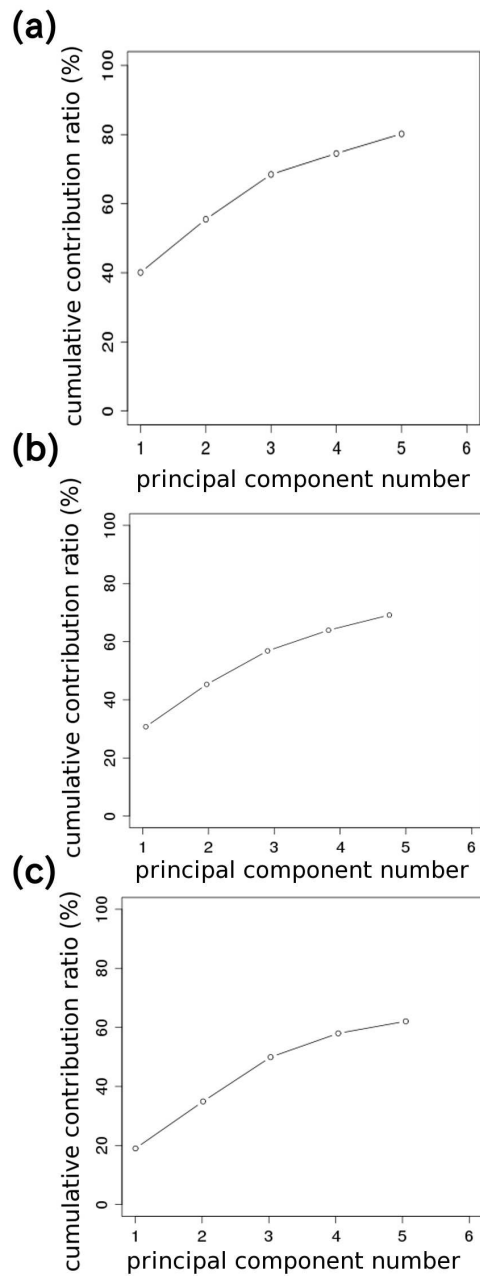 (a)
cumulative contribution ratio (%)
100
80
60
40
20
0
1 2 3 4 5 6
principal component number
(b)
cumulative contribution ratio (%)
100
80
60
40
20
0
1 2 3 4 5 6
principal component number
(c)
cumulative contribution ratio (%)
100
80
60
40
20
0
1 2 3 4 5 6
principal component number